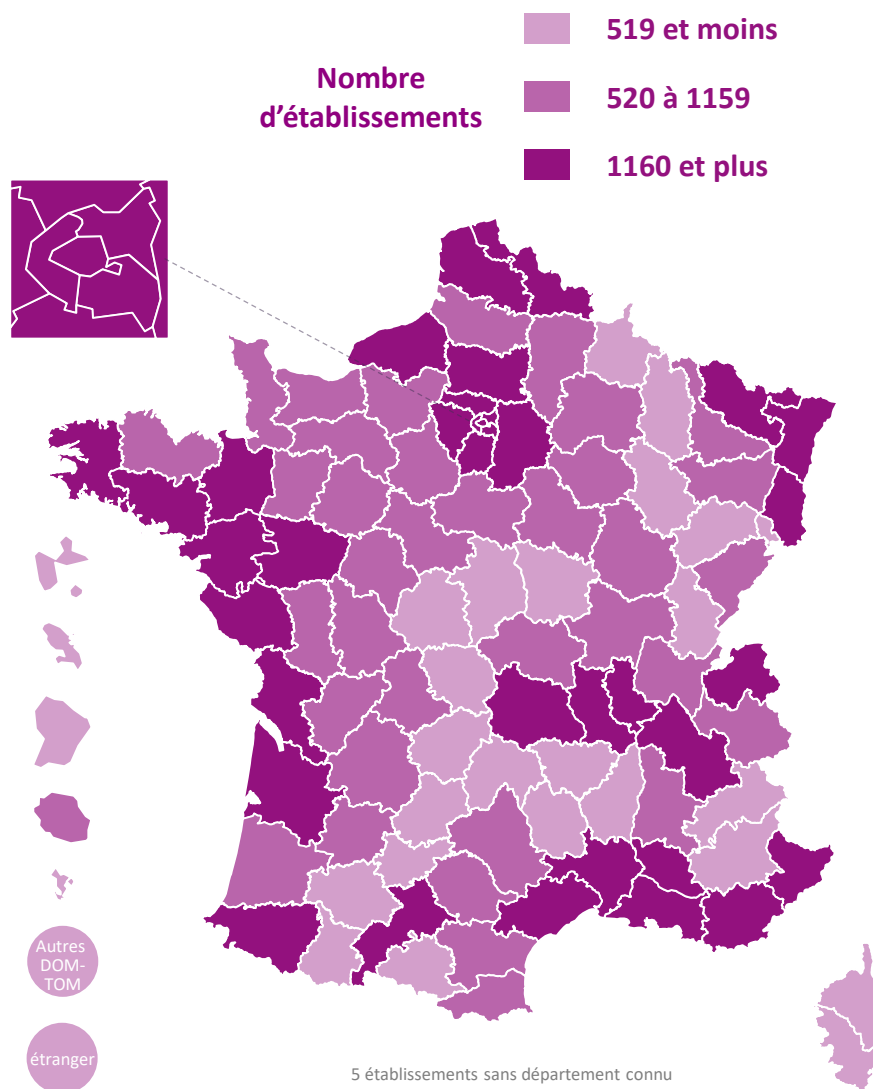 519 et moins
Nombre
d'établissements
520 à 1159
1160 et plus
Autres
DOM-
TOM
étranger
5 établissements sans département connu